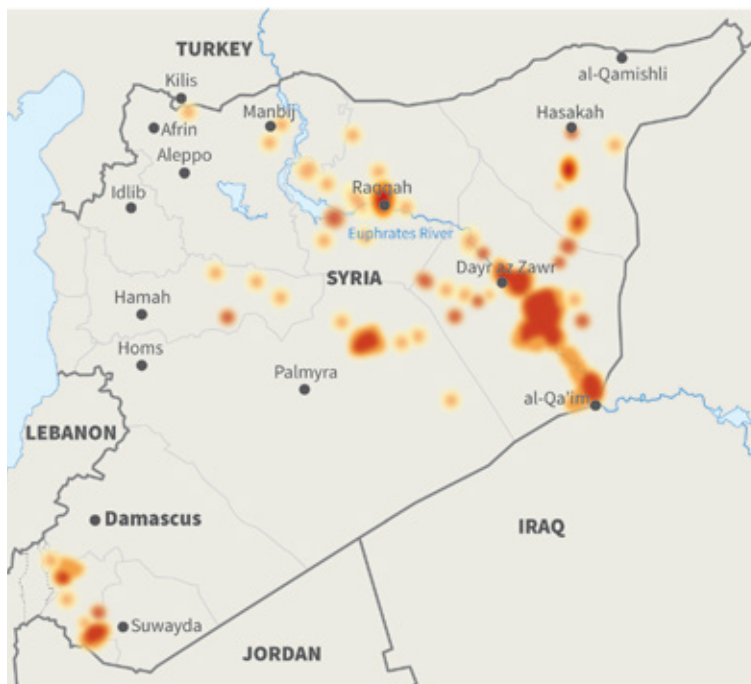 TURKEY
al-Qamishli
Kilis
Manbij
Hasakah
Afrin
Aleppo
Idlib
Raqqah
Euphrates River
Dayr az Zawr
SYRIA
Hamah
Homs
Palmyra
al-Qa'im
LEBANON
Damascus
IRAQ
Suwayda
JORDAN